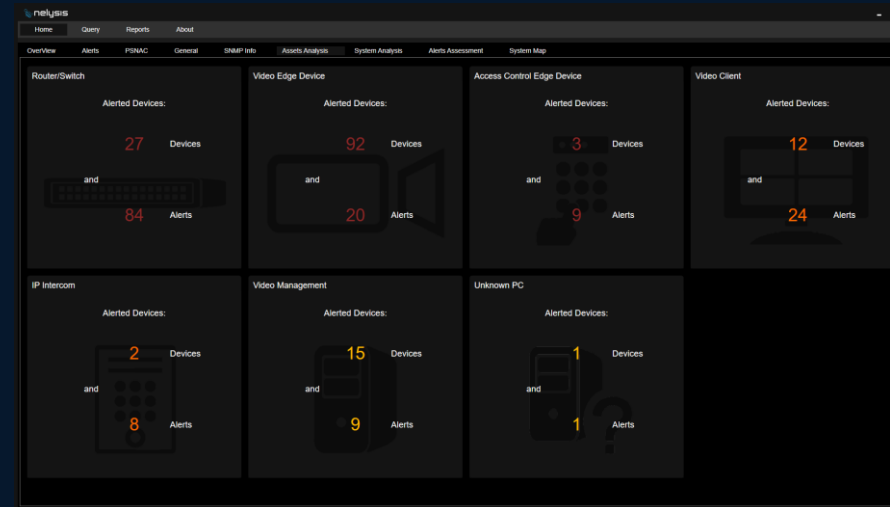 nelysis
Home Query Reports About
OverView Alerts PSNAC General SNMP Info Assets Analysis System Analysis Alerts Assessment System Map
Router/Switch
Alerted Devices:
27 Devices
and
84 Alerts
Video Edge Device
Alerted Devices:
92 Devices
and
20 Alerts
Access Control Edge Device
Alerted Devices:
3 Devices
and
9 Alerts
Video Client
Alerted Devices:
12 Devices
and
24 Alerts
IP Intercom
Alerted Devices:
2 Devices
and
8 Alerts
Video Management
Alerted Devices:
15 Devices
and
9 Alerts
Unknown PC
Alerted Devices:
1 Devices
and
1 Alerts